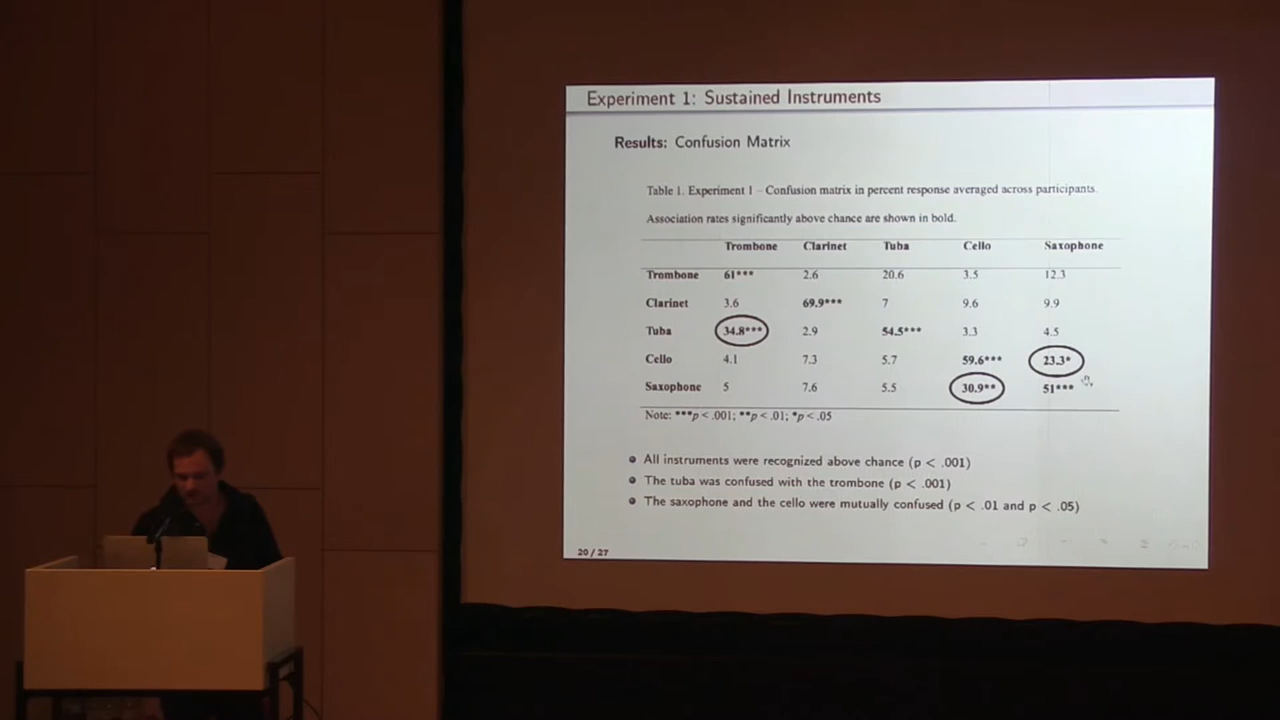 Experiment 1: Sustained Instruments
Results: Confusion Matrix
Table 1. Experiment 1 – Confusion matrix in percent response averaged across participants.
Association rates significantly above chance are shown in bold.
Trombone Clarinet Tuba Cello Saxophone
Trombone 61*** 2.6 20.6 3.5 12.3
Clarinet 3.6 69.9*** 7 9.6 9.9
Tuba 34.8*** 2.9 54.5*** 3.3 4.5
Cello 4.1 7.3 5.7 59.6*** 23.3*
Saxophone 5 7.6 5.5 30.9** 51***
Note: ***p < .001; **p < .01; *p < .05
All instruments were recognized above chance (p < .001)
The tuba was confused with the trombone (p < .001)
The saxophone and the cello were mutually confused (p < .01 and p < .05)
20 / 27